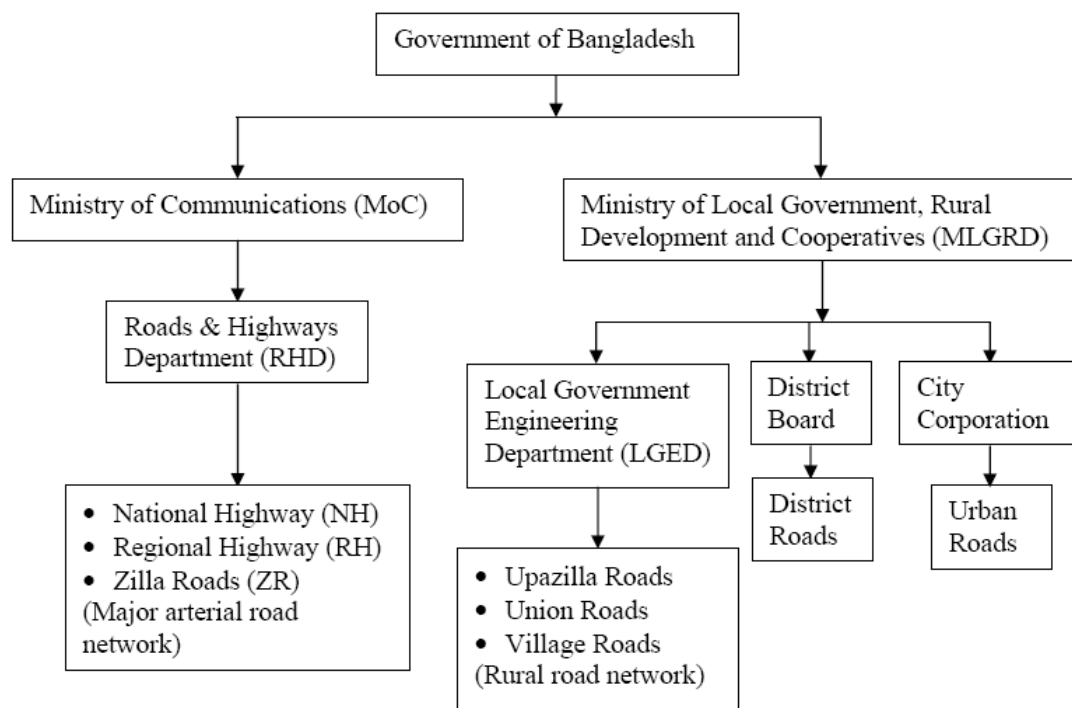 Government of Bangladesh
Ministry of Communications (MoC)
Ministry of Local Government, Rural
Development and Cooperatives (MLGRD)
Roads & Highways
Department (RHD)
Local Government
Engineering
Department (LGED)
District
Board
City
Corporation
• National Highway (NH)
• Regional Highway (RH)
• Zilla Roads (ZR)
(Major arterial road
network)
District
Roads
Urban
Roads
• Upazilla Roads
• Union Roads
• Village Roads
(Rural road network)